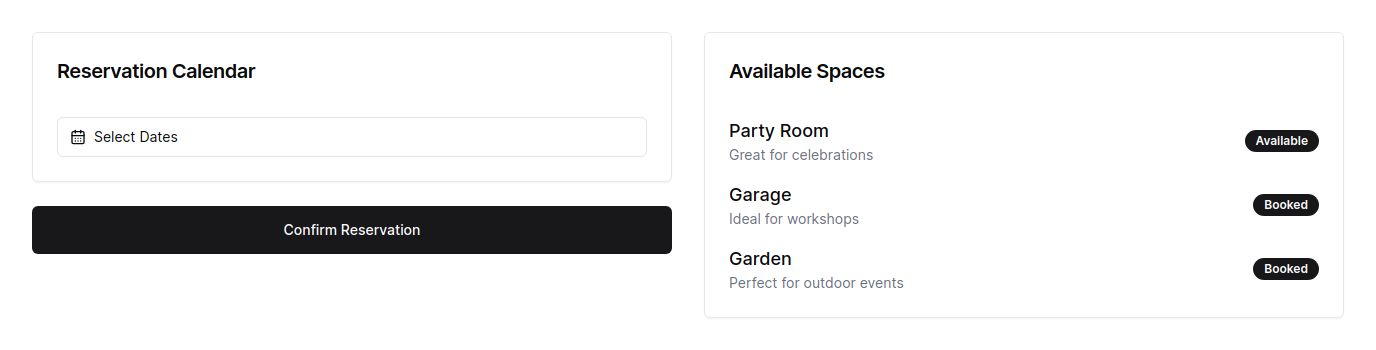 Reservation Calendar
Select Dates
Confirm Reservation
Available Spaces
Party Room
Great for celebrations
Available
Garage
Ideal for workshops
Booked
Garden
Perfect for outdoor events
Booked